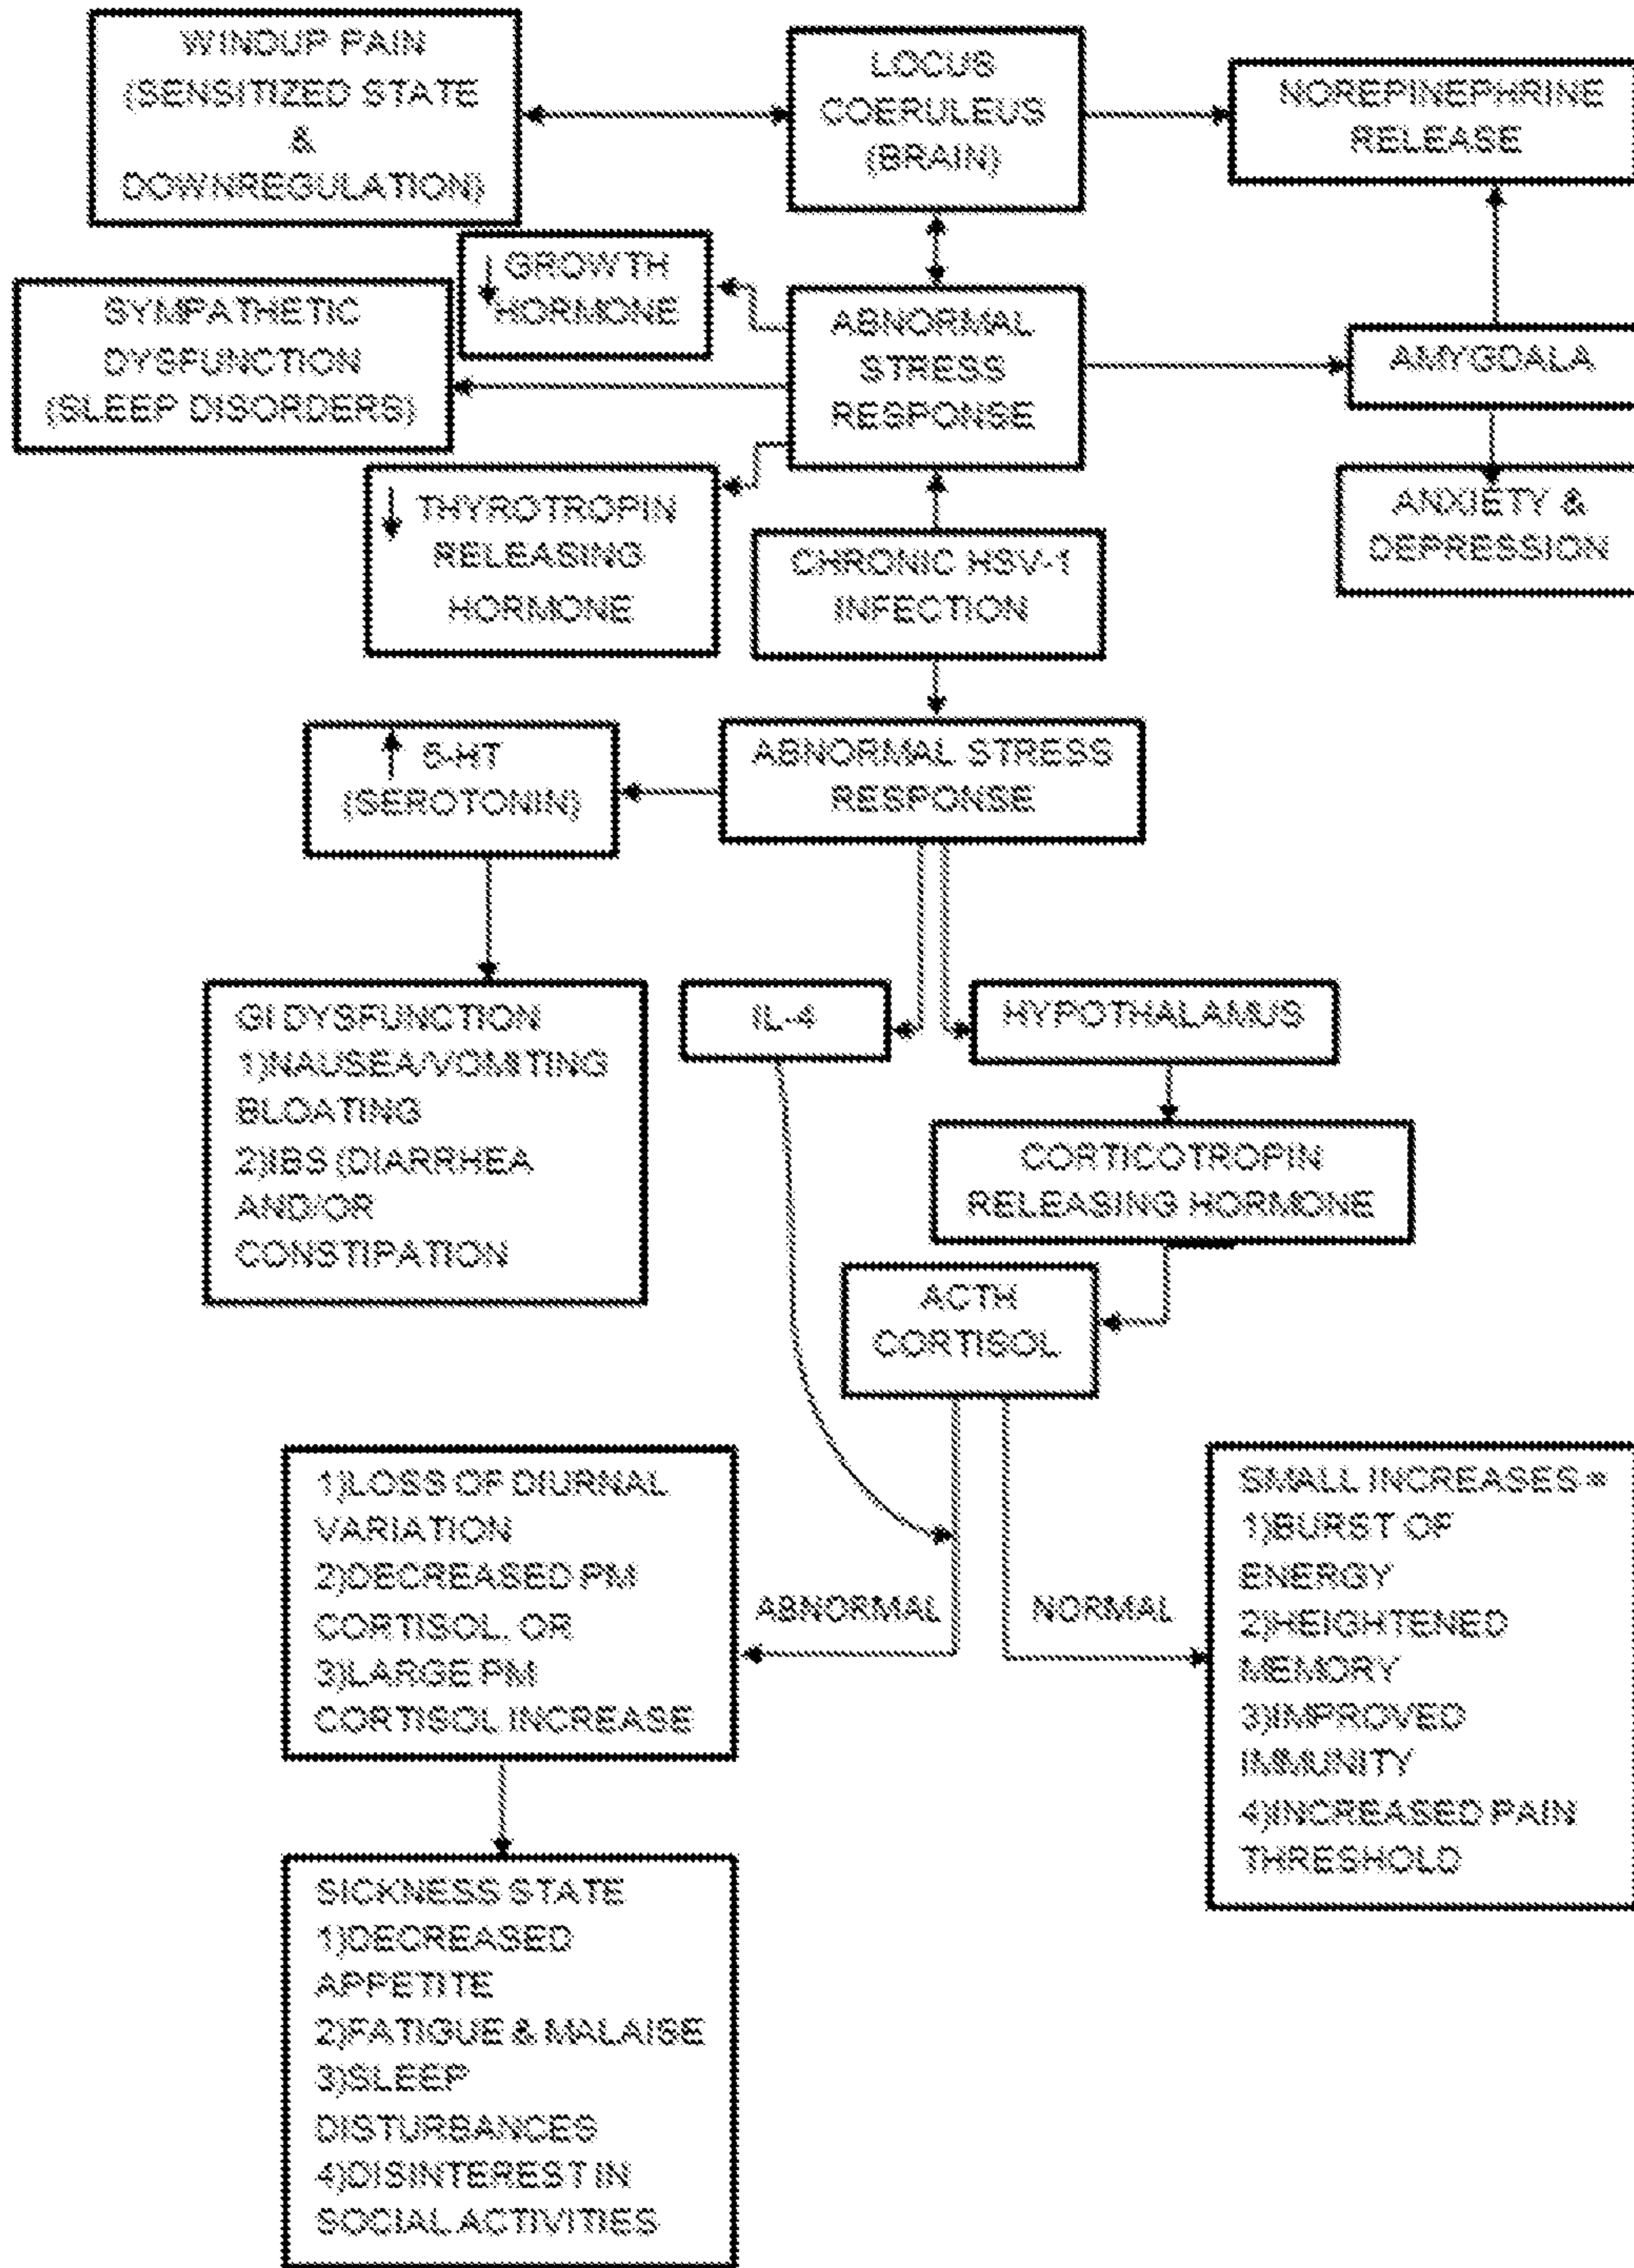 WINDUP PAIN
(SENSITIZED STATE
&
DOWNREGULATION)
LOCUS
COERULEUS
(BRAIN)
NOREPINEPHRINE
RELEASE
↓ GROWTH
HORMONE
SYMPATHETIC
DYSFUNCTION
(SLEEP DISORDERS)
ABNORMAL
STRESS
RESPONSE
AMYGDALA
ANXIETY &
DEPRESSION
↓ THYROTROPIN
RELEASING
HORMONE
CHRONIC HSV-1
INFECTION
ABNORMAL STRESS
RESPONSE
↑ 5-HT
(SEROTONIN)
GI DYSFUNCTION
1)NAUSEA/VOMITING
BLOATING
2)IBS (DIARRHEA
AND/OR
CONSTIPATION
IL-4
HYPOTHALAMUS
CORTICOTROPIN
RELEASING HORMONE
ACTH
CORTISOL
1)LOSS OF DIURNAL
VARIATION
2)DECREASED PM
CORTISOL, OR
3)LARGE PM
CORTISOL INCREASE
ABNORMAL
NORMAL
SMALL INCREASES =
1)BURST OF
ENERGY
2)HEIGHTENED
MEMORY
3)IMPROVED
IMMUNITY
4)INCREASED PAIN
THRESHOLD
SICKNESS STATE
1)DECREASED
APPETITE
2)FATIGUE & MALAISE
3)SLEEP
DISTURBANCES
4)DISINTEREST IN
SOCIAL ACTIVITIES